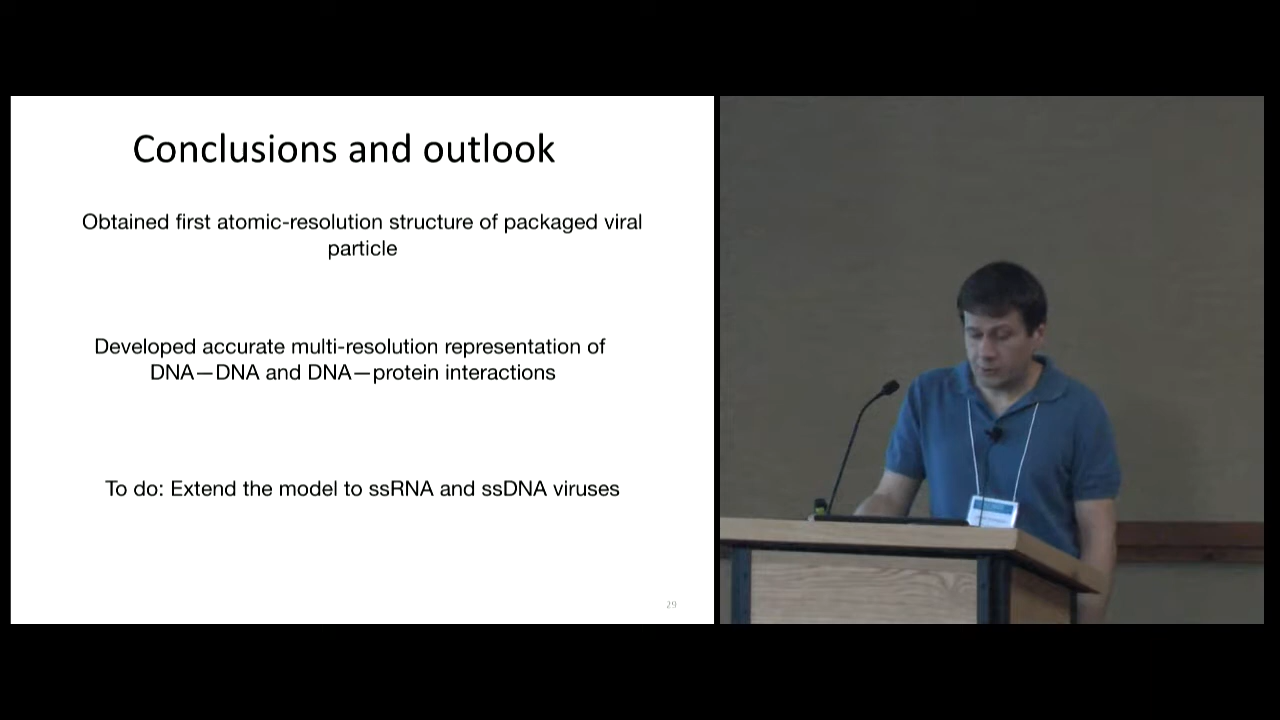 Conclusions and outlook
Obtained first atomic-resolution structure of packaged viral
particle
Developed accurate multi-resolution representation of
DNA—DNA and DNA—protein interactions
To do: Extend the model to ssRNA and ssDNA viruses
29